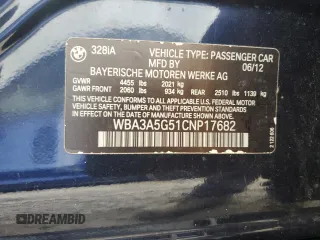 328iA
VEHICLE TYPE: PASSENGER CAR
BAYERISCHE MOTOREN WERKE AG 06/12
GVWR 4455 lbs 2021 kg
GAWR FRONT 2060 lbs 934 kg REAR 2510 lbs 1139 kg
THIS VEHICLE CONFORMS TO ALL APPLICABLE FEDERAL MOTOR
VEHICLE SAFETY, BUMPER, AND THEFT PREVENTION STANDARDS
IN EFFECT ON THE DATE OF MANUFACTURE SHOWN ABOVE.
WBA3A5G51CNP17682
DREAMBID